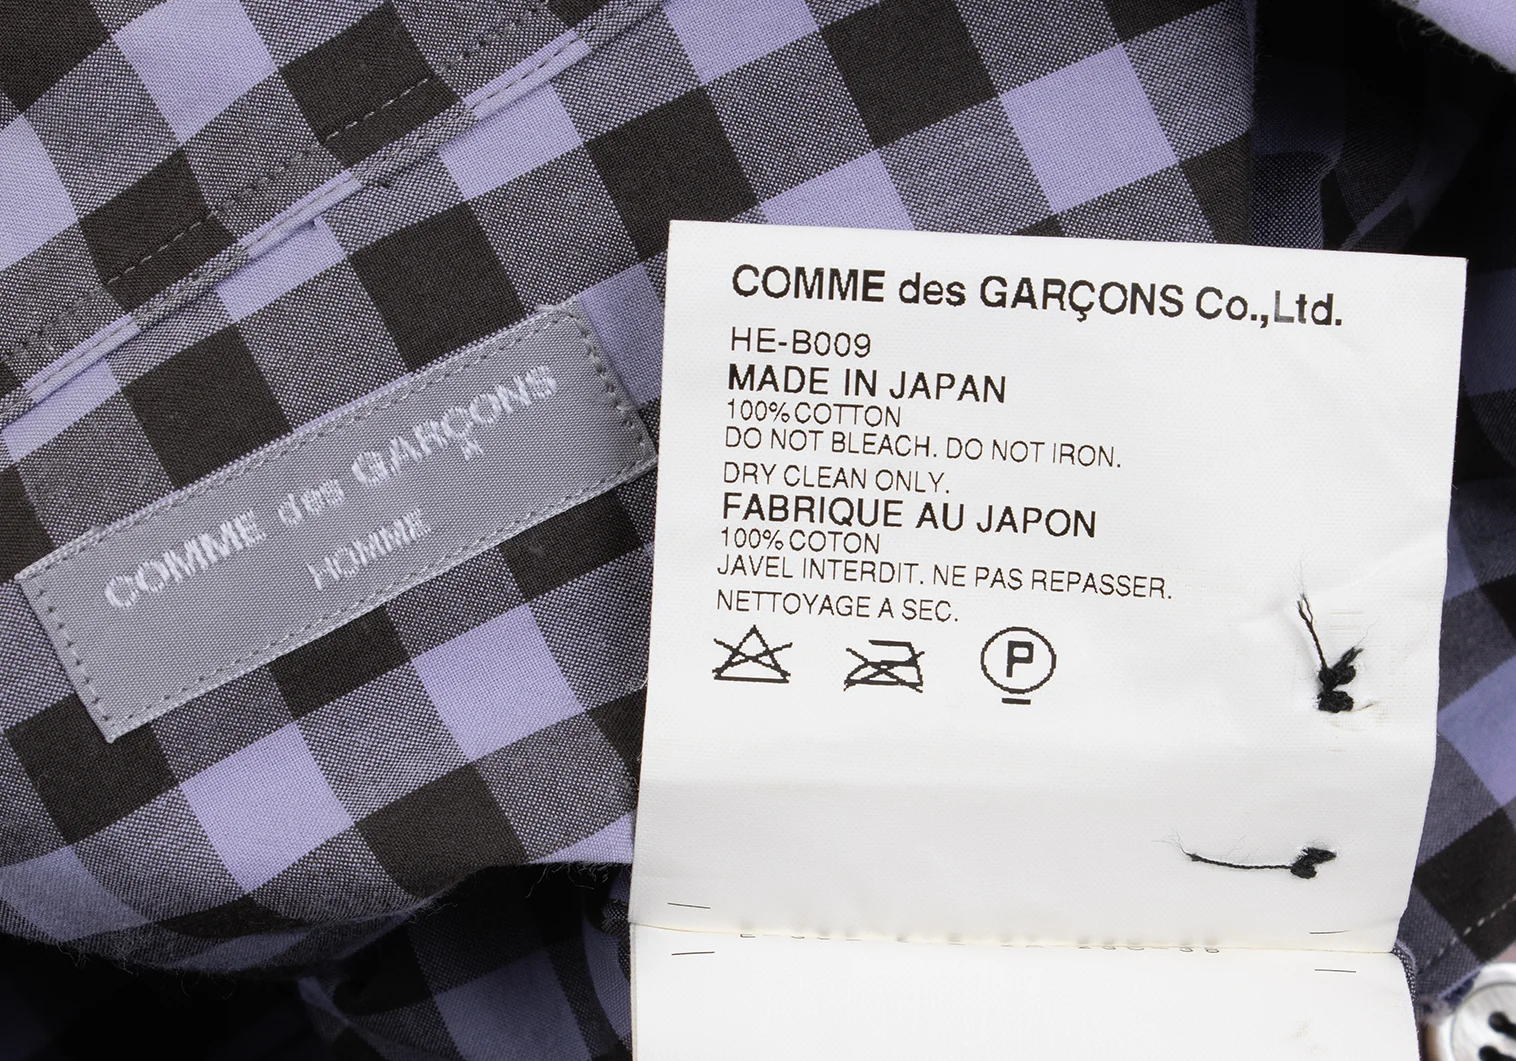 COMME des GARÇONS
HOMME
COMME des GARÇONS Co.,Ltd.
HE-B009
MADE IN JAPAN
100%COTTON
DO NOT BLEACH. DO NOT IRON.
DRY CLEAN ONLY.
FABRIQUE AU JAPON
100%COTON
JAVEL INTERDIT. NE PAS REPASSER.
NETTOYAGE A SEC.
P